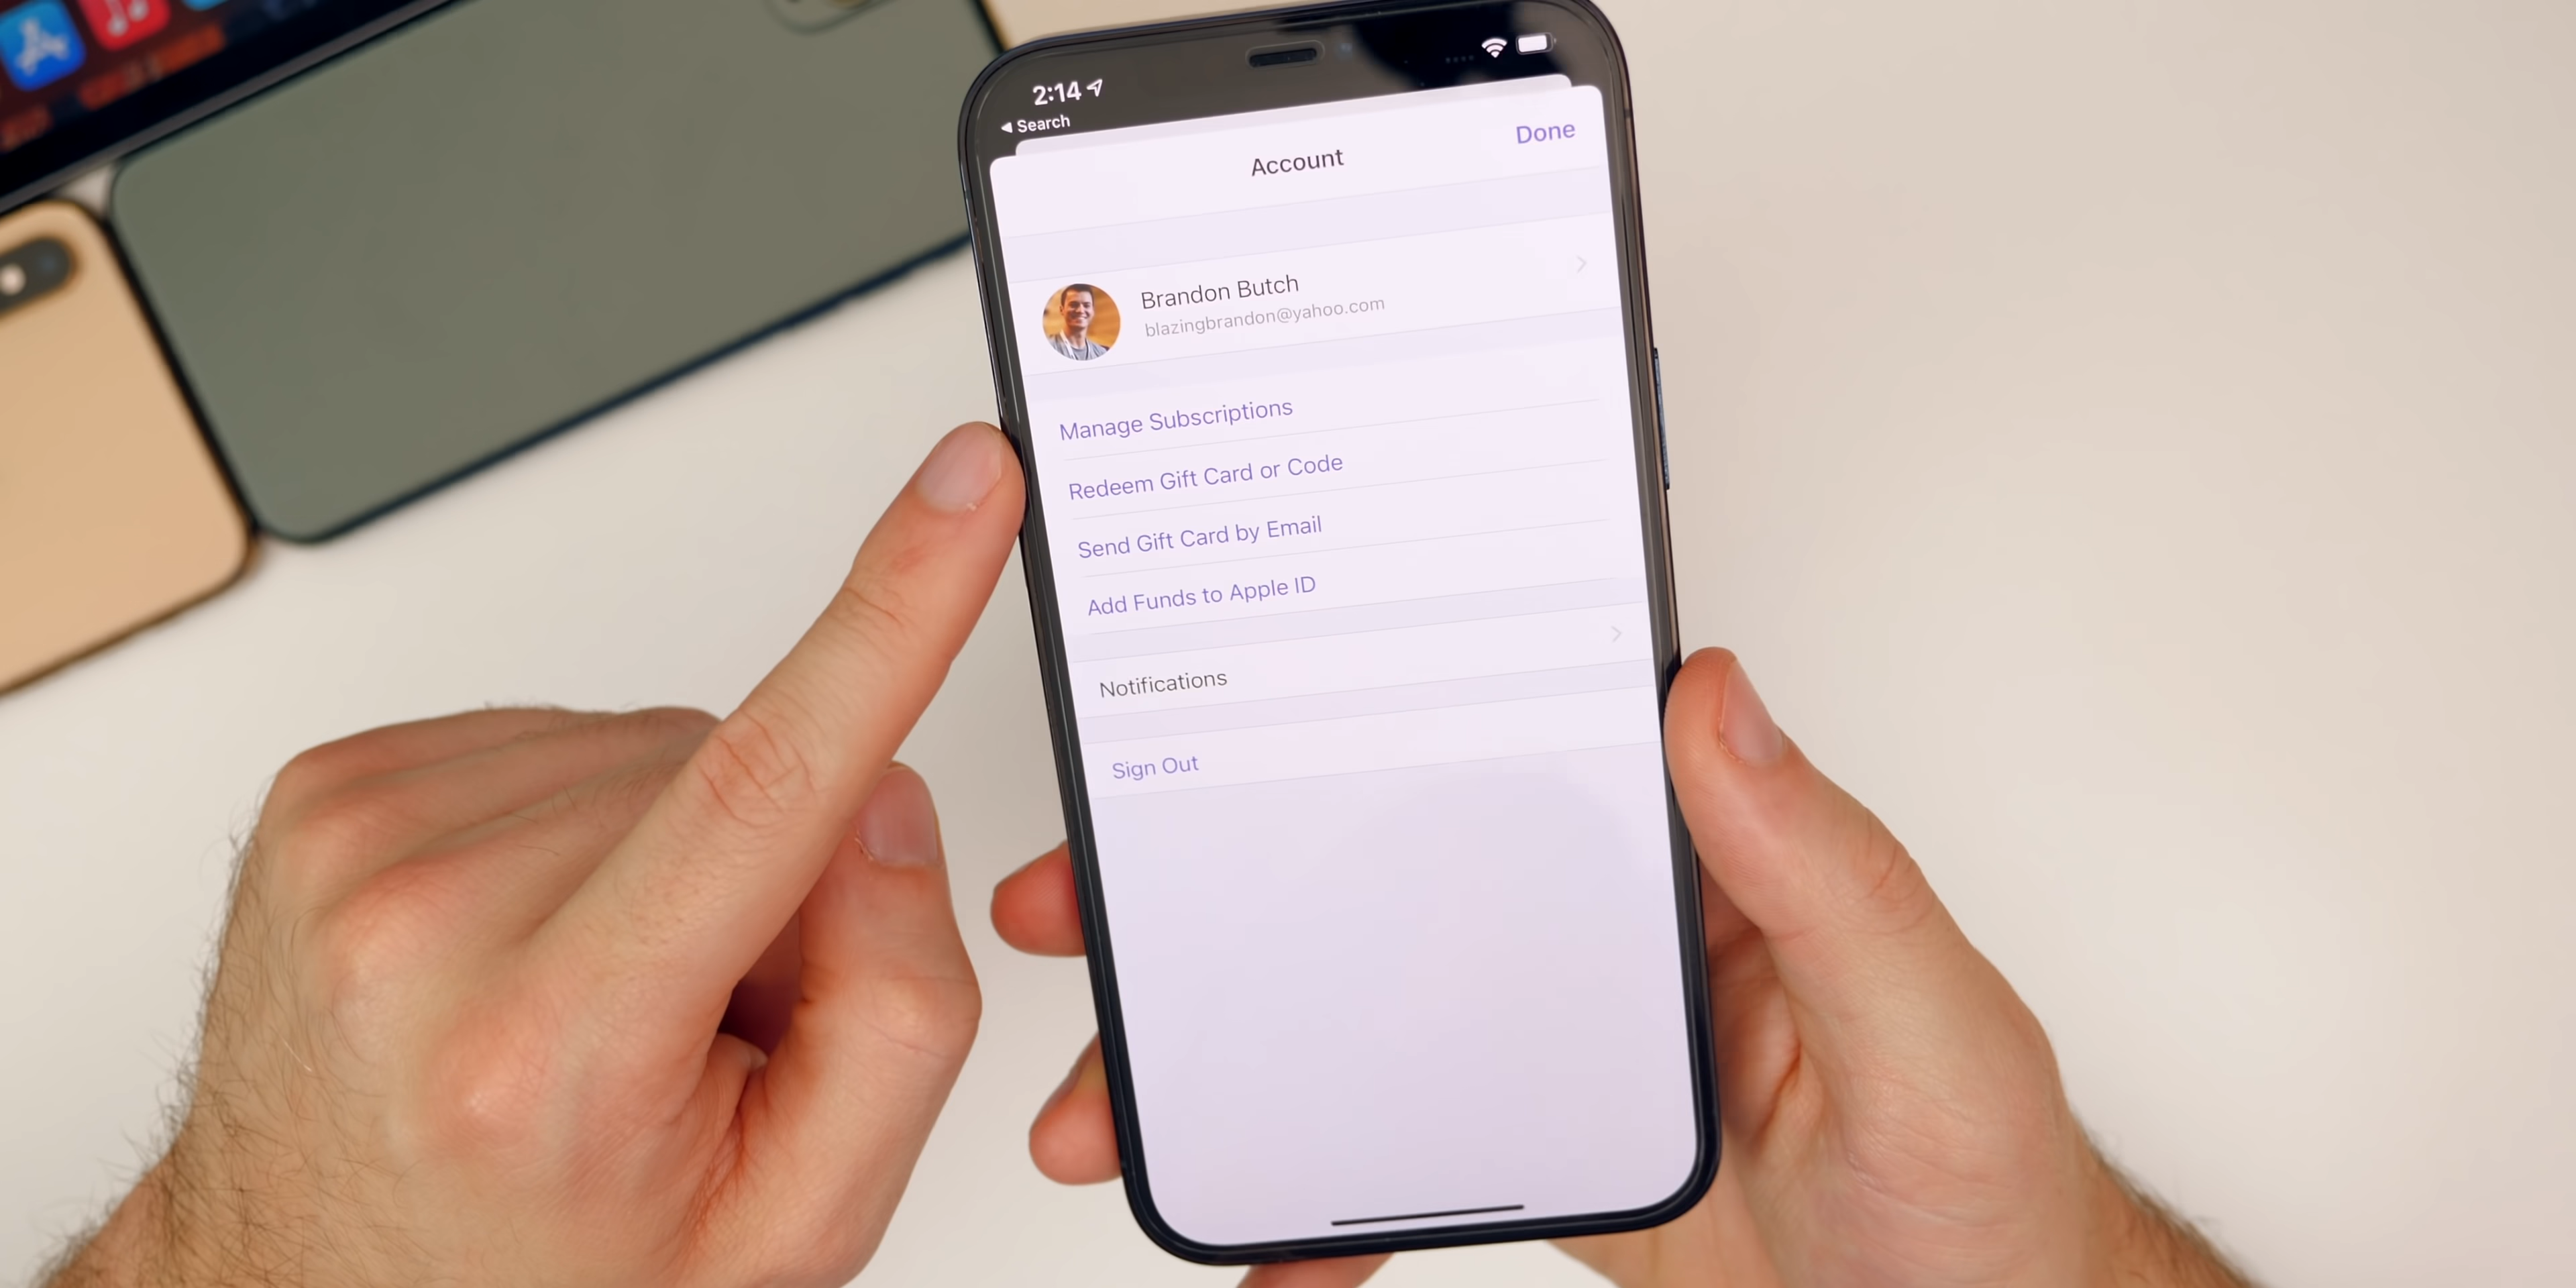 2:14
Search
Account
Done
Brandon Butch
blazingbrandon@yahoo.com
Manage Subscriptions
Redeem Gift Card or Code
Send Gift Card by Email
Add Funds to Apple ID
Notifications
Sign Out